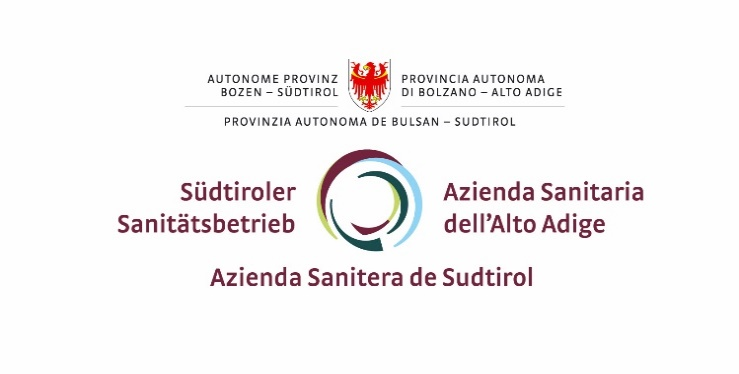 AUTONOME PROVINZ
BOZEN – SÜDTIROL
PROVINCIA AUTONOMA
DI BOLZANO – ALTO ADIGE
PROVINZIA AUTONOMA DE BULSAN – SUDTIROL
Südtiroler
Sanitätsbetrieb
Azienda Sanitaria
dell'Alto Adige
Azienda Sanitera de Sudtirol